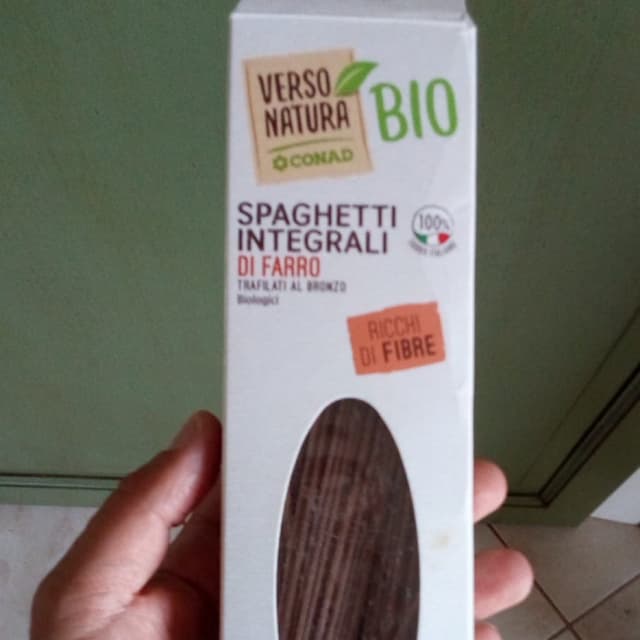 VERSO
NATURA
CONAD
BIO
SPAGHETTI
INTEGRALI
DI FARRO
TRAFILATI AL BRONZO
Biologici
100%
RICCHI
DI FIBRE